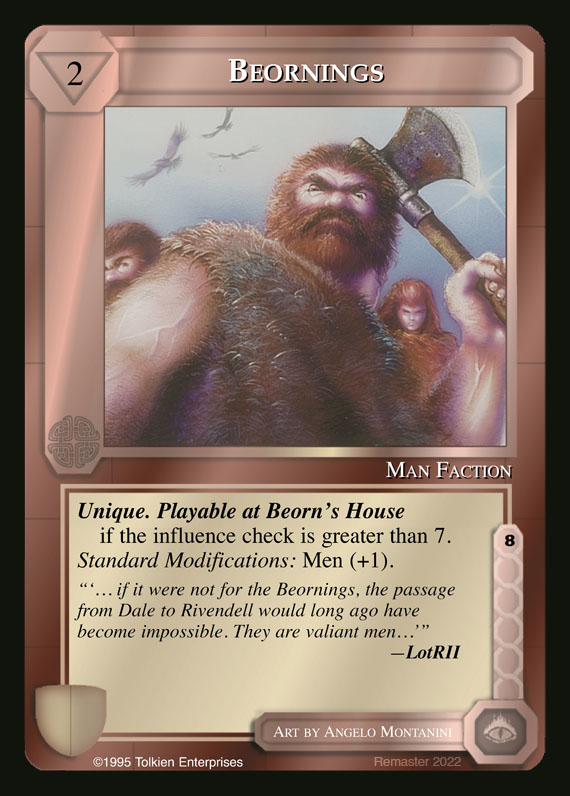 2
BEORNINGS
MAN FACTION
Unique. Playable at Beorn's House
if the influence check is greater than 7.
Standard Modifications: Men (+1).
"'…if it were not for the Beornings, the passage
from Dale to Rivendell would long ago have
become impossible. They are valiant men…'"
—LotRII
8
ART BY ANGELO MONTANINI
©1995 Tolkien Enterprises
Remaster 2022